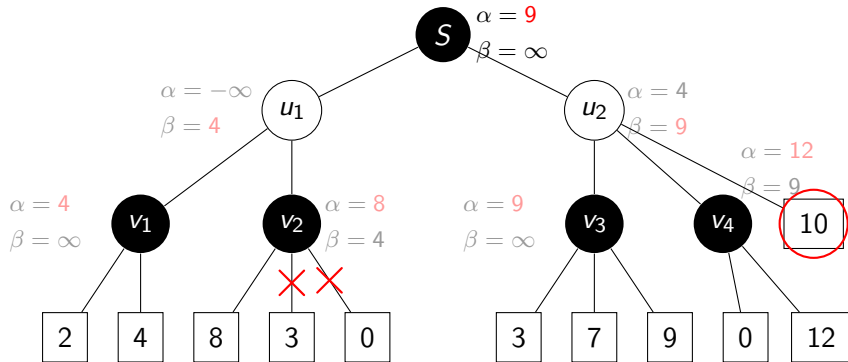 α = 9
S
β = ∞
α = −∞
α = 4
u1
u2
β = 4
β = 9
α = 12
β = 9
α = 4
α = 8
α = 9
v1
v2
v3
v4
10
β = ∞
β = 4
β = ∞
2 4 8 3 0 3 7 9 0 12